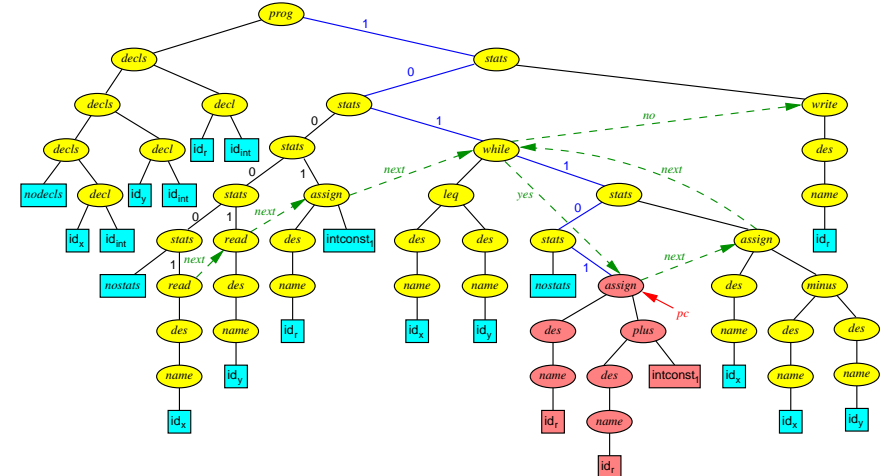 prog
1
decls stats
0
decls decl stats write
0 1 no
decls decl id_r id_int stats while des
0 1 next 1 next
nodecls decl id_y id_int stats assign leq yes stats name
0 1 next 0
id_x id_int stats read des intconst_1 des des stats assign id_r
1 next 1 next
nostats read des name name name nostats assign des minus
pc
des name id_r id_x id_y des plus name des des
name id_y name des intconst_1 id_x name name
id_x id_r name id_x id_y
id_r